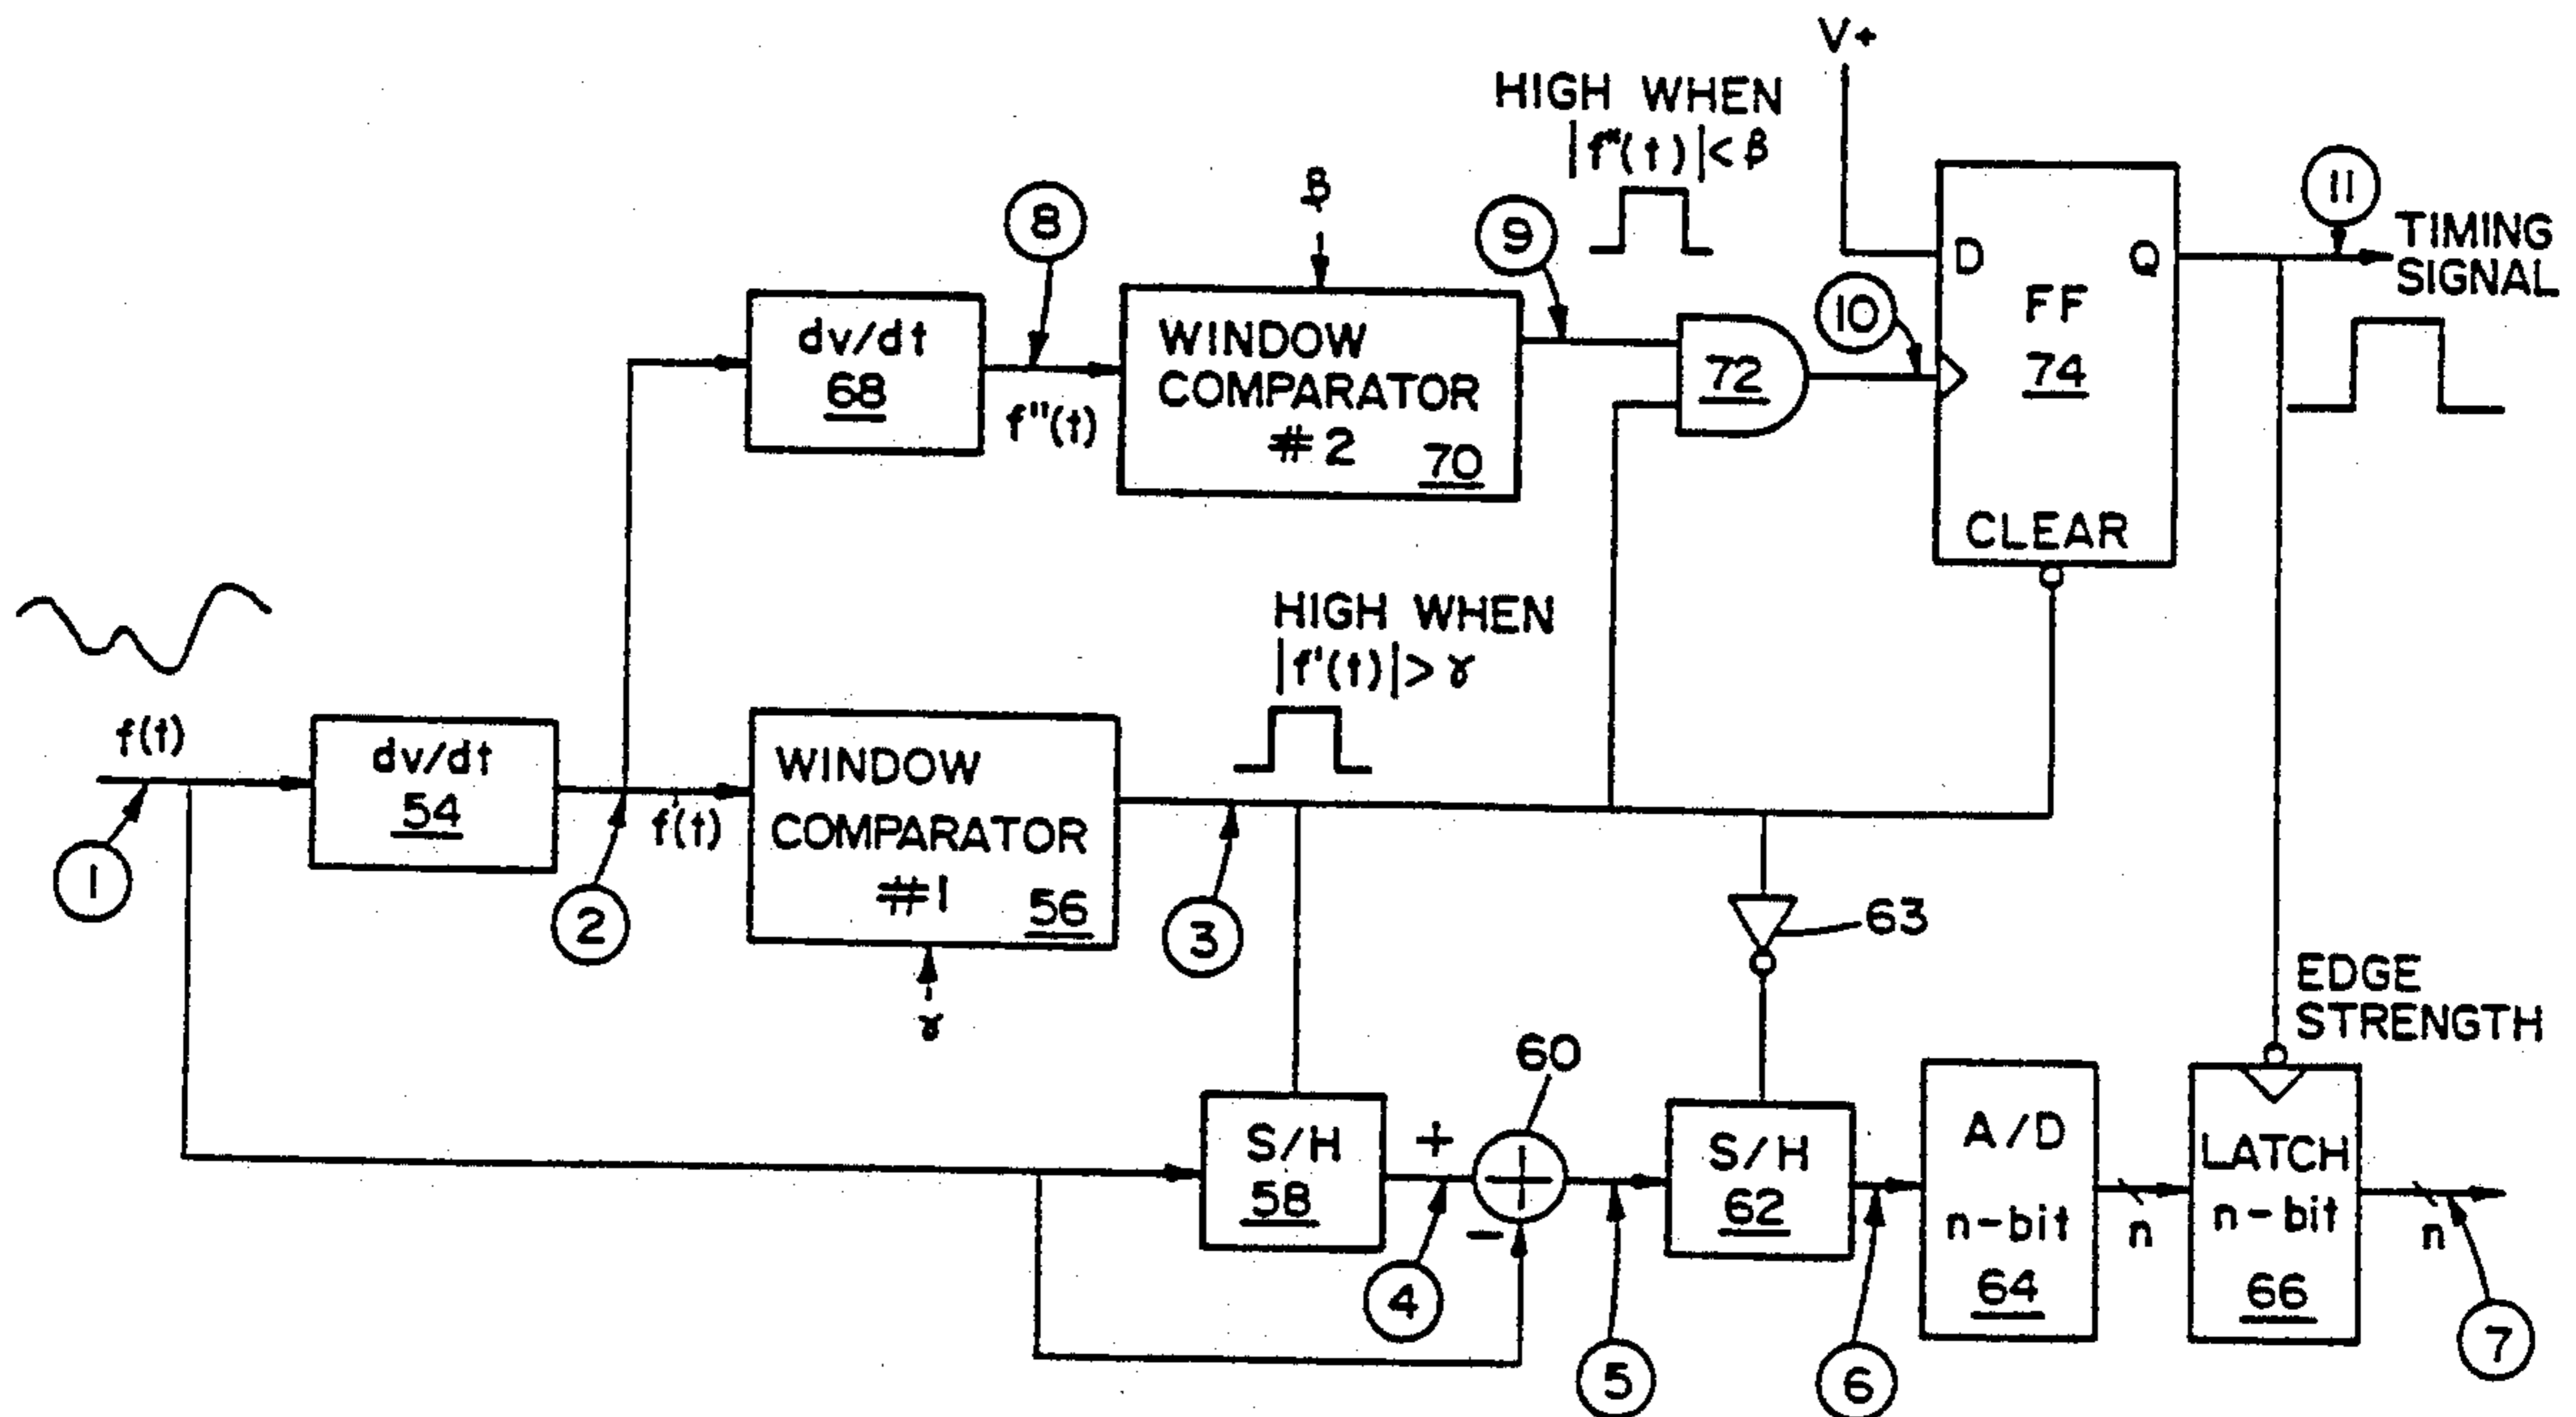 V+
HIGH WHEN
|f"(t)|< β
11
TIMING
SIGNAL
8
β
9
D
Q
10
FF
74
dv/dt
68
f"(t)
WINDOW
COMPARATOR
#2
70
72
CLEAR
HIGH WHEN
|f'(t)|> γ
f(t)
dv/dt
54
f'(t)
WINDOW
COMPARATOR
#1
56
1
2
3
63
γ
EDGE
STRENGTH
60
S/H
58
+
-
4
5
S/H
62
6
A/D
n-bit
64
n
LATCH
n-bit
66
n
7